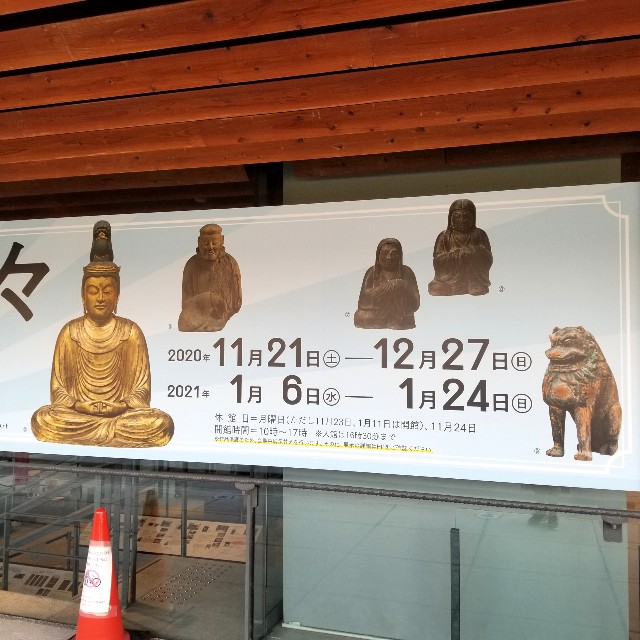 々
2020年 11月21日(土)—12月27日(日)
2021年 1月 6日(水)— 1月24日(日)
休 館 日=月曜日(ただし11月23日、1月11日は開館)、11月24日
開館時間=10時〜17時 ※入館は16時30分まで